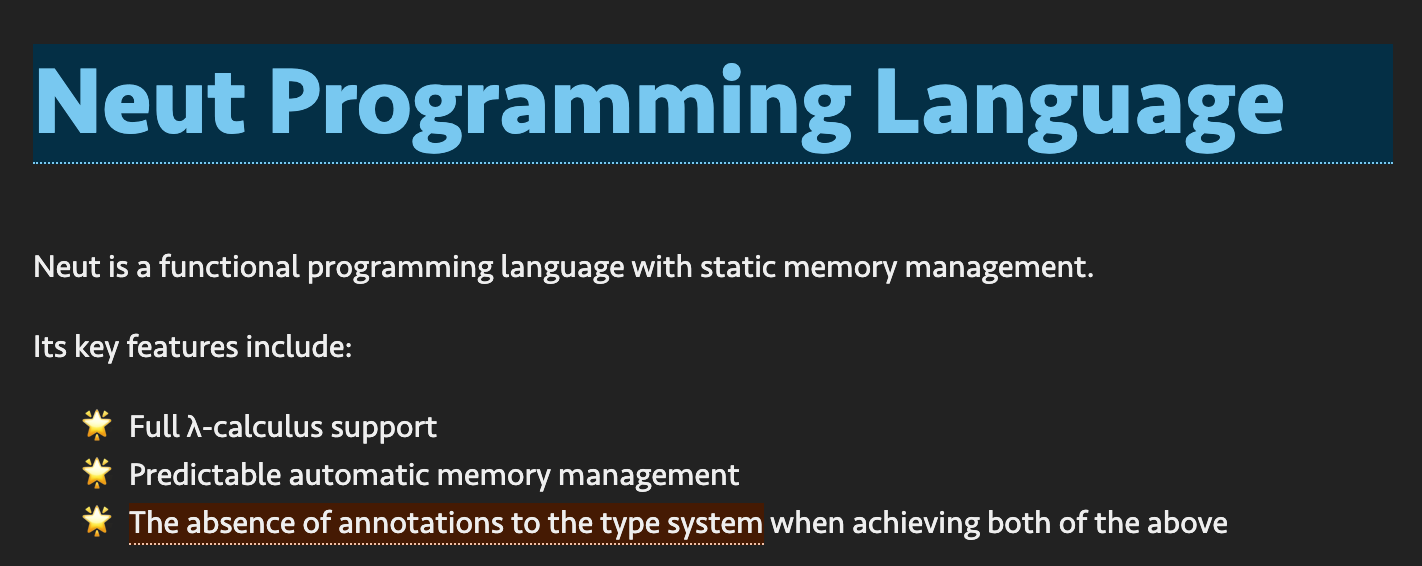 Neut Programming Language
Neut is a functional programming language with static memory management.
Its key features include:
🌟 Full λ-calculus support
🌟 Predictable automatic memory management
🌟 The absence of annotations to the type system when achieving both of the above